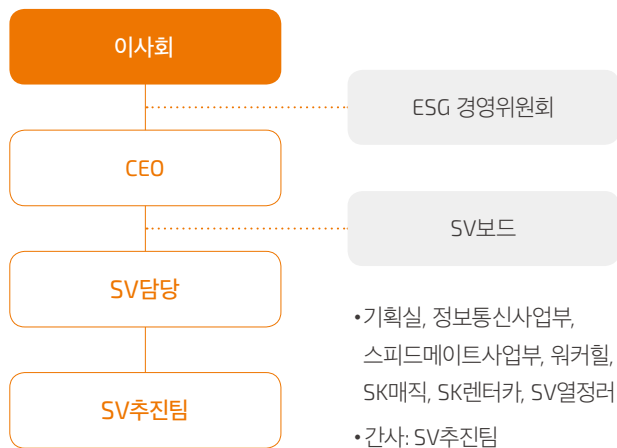 이사회
ESG 경영위원회
CEO
SV보드
SV담당
•기획실, 정보통신사업부,
스피드메이트사업부, 워커힐,
SK매직, SK렌터카, SV열정러
SV추진팀
•간사: SV추진팀